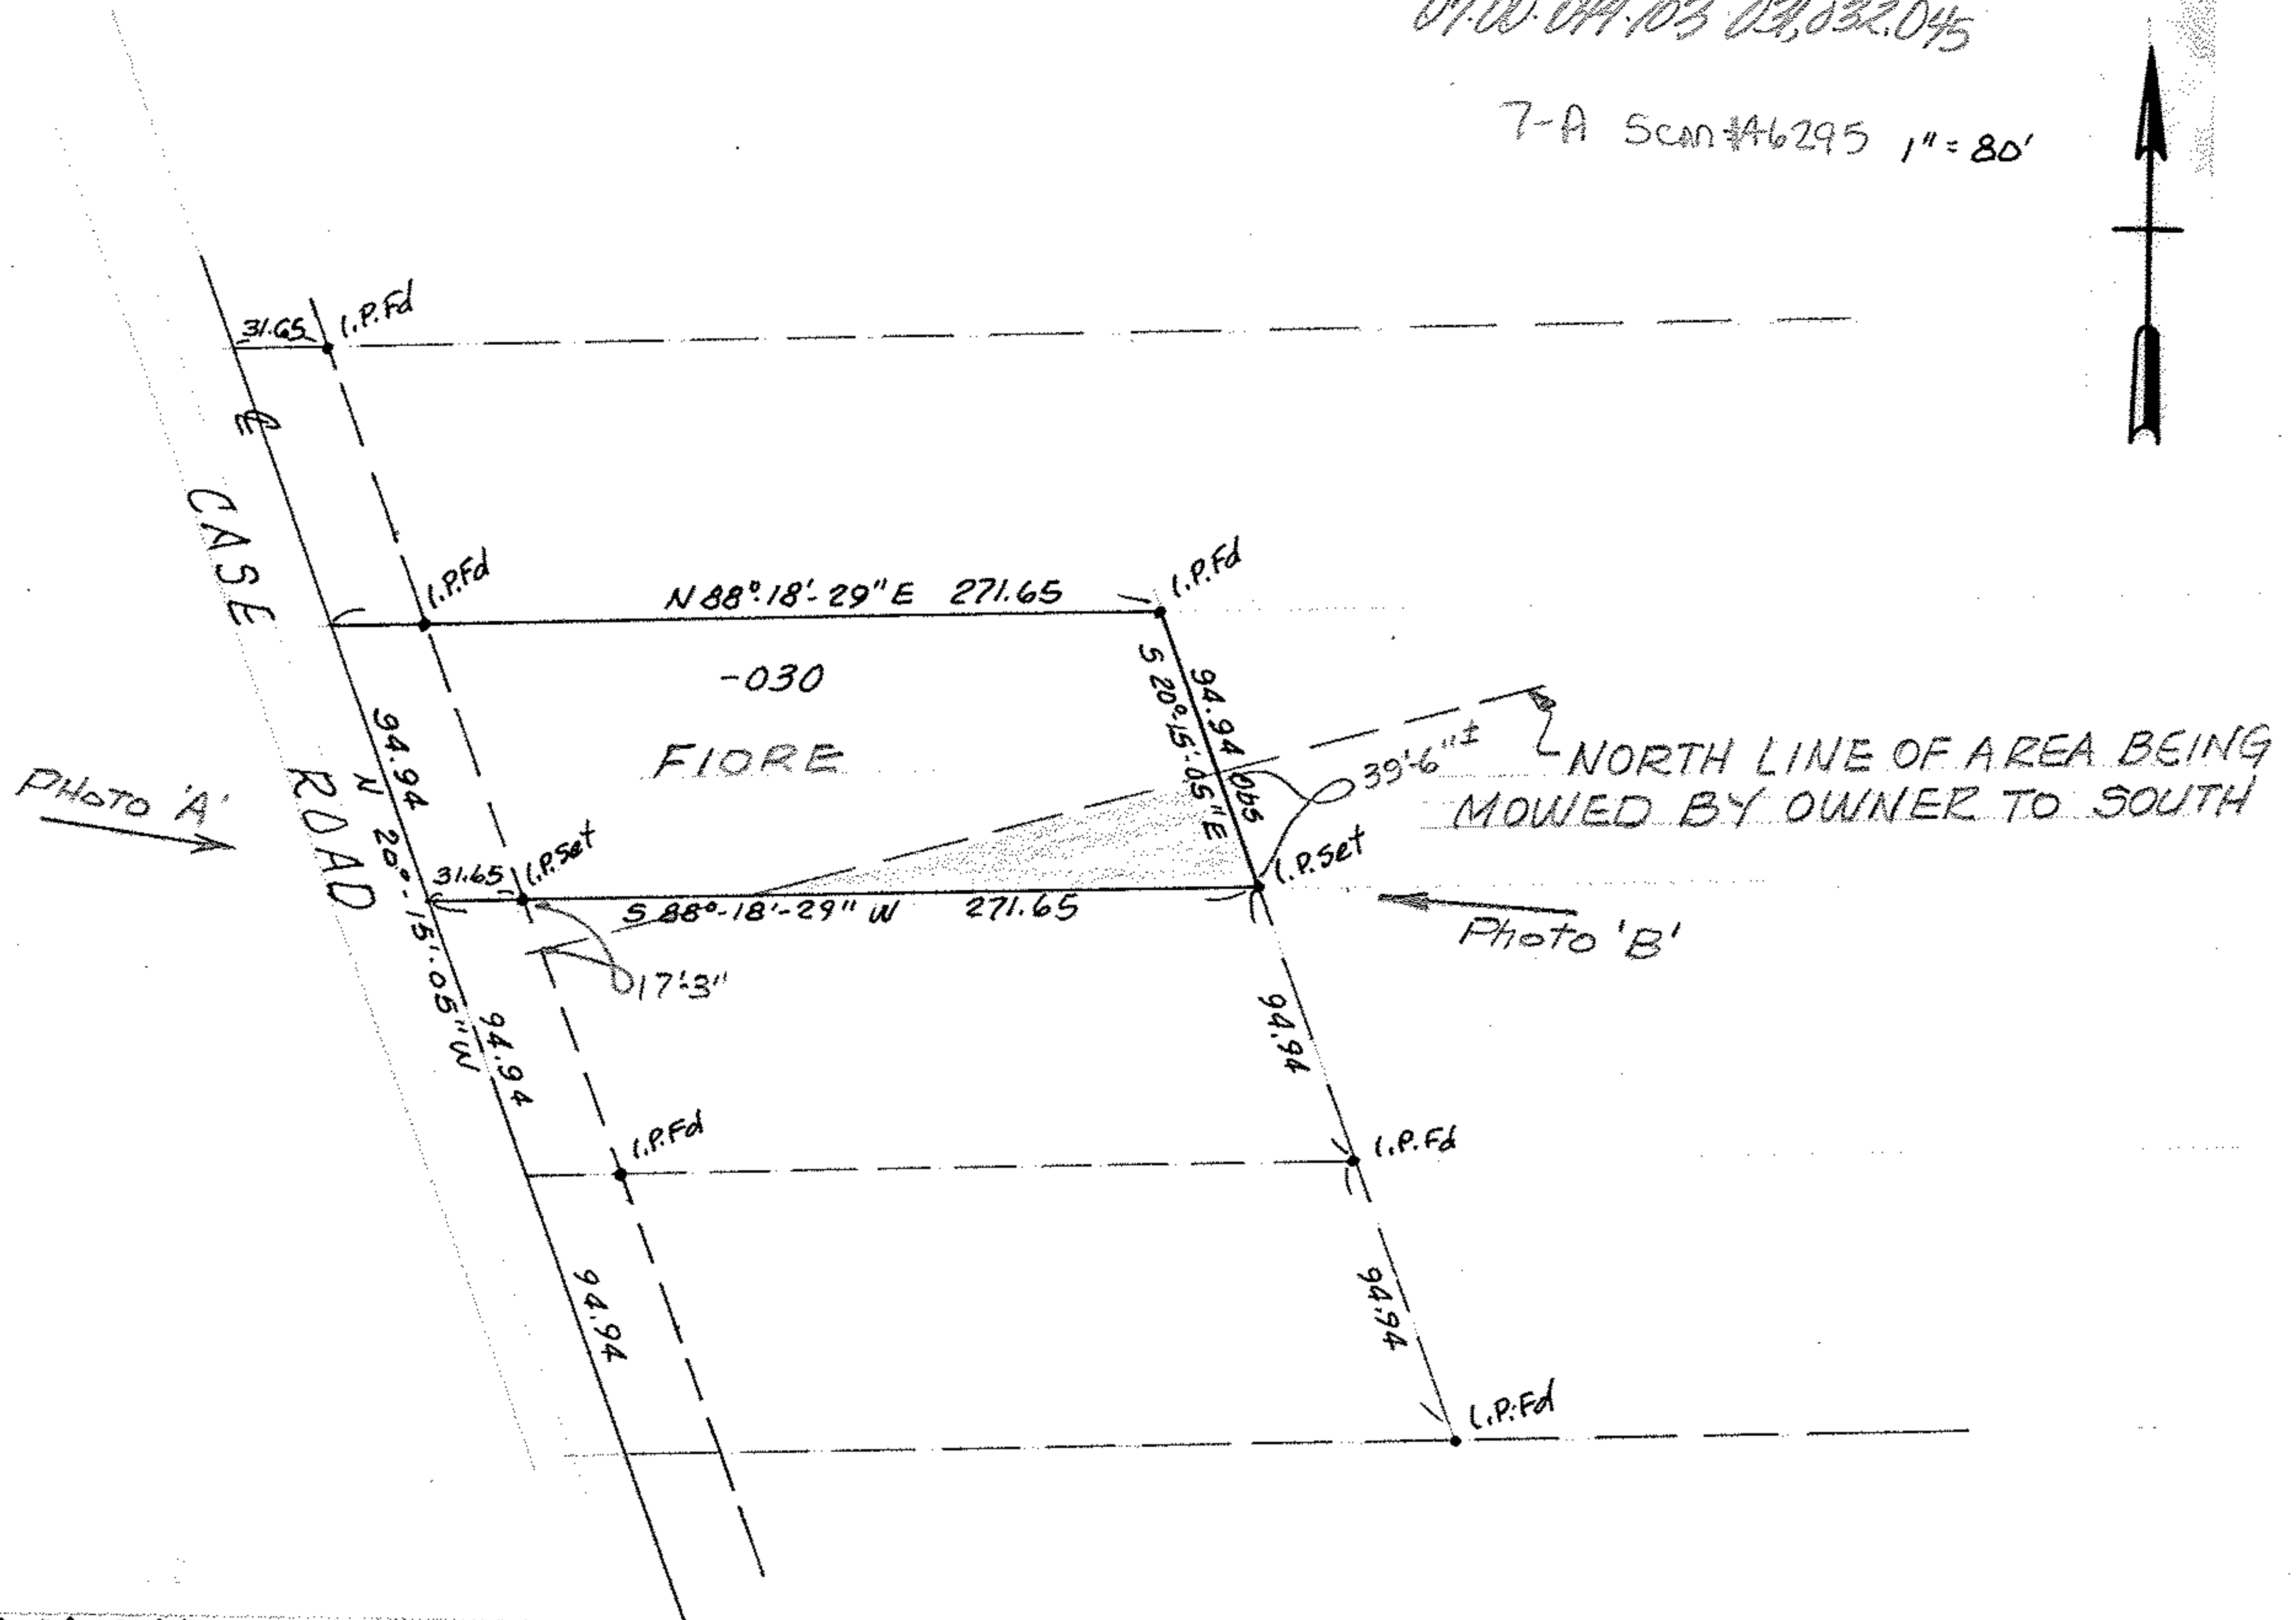 7-A Scan #A6295 1" = 80'
31.65 I.P.Fd
℄
CASE ROAD
I.P.Fd
N 88°-18'-29" E 271.65
I.P.Fd
-030
FIORE
94.94
S 20°-15'-05" E
Obs
39'-6"±
NORTH LINE OF AREA BEING
MOWED BY OWNER TO SOUTH
PHOTO 'A'
94.94
N 20°-15'-05" W
31.65
I.P.Set
S 88°-18'-29" W 271.65
I.P.Set
Photo 'B'
17'-3"
94.94
94.94
I.P.Fd
I.P.Fd
94.94
94.94
I.P.Fd